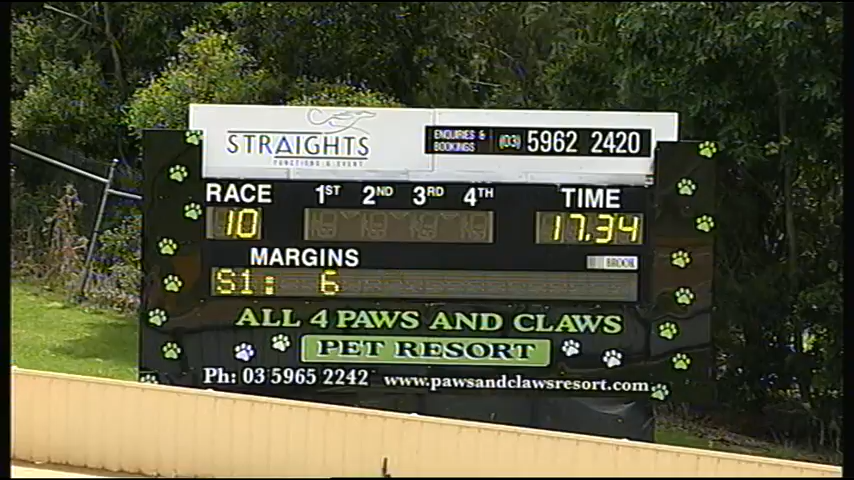 STRAIGHTS
FUNCTIONS & EVENT
ENQUIRIES & BOOKINGS (03) 5962 2420
RACE 1ST 2ND 3RD 4TH TIME
10 17.34
MARGINS
BROOK
S1: 6
ALL 4 PAWS AND CLAWS
PET RESORT
Ph: 03 5965 2242 www.pawsandclawsresort.com